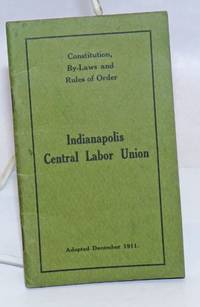 Constitution,
By-Laws and
Rules of Order
Indianapolis
Central Labor Union
Adopted December 1911.